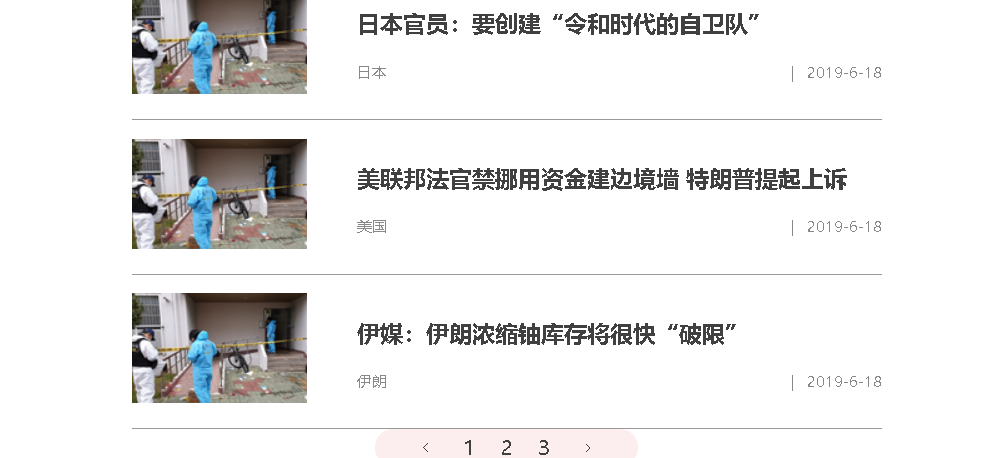 日本官员：要创建“令和时代的自卫队”
日本
| 2019-6-18
美联邦法官禁挪用资金建边境墙 特朗普提起上诉
美国
| 2019-6-18
伊媒：伊朗浓缩铀库存将很快“破限”
伊朗
| 2019-6-18
< 1 2 3 >